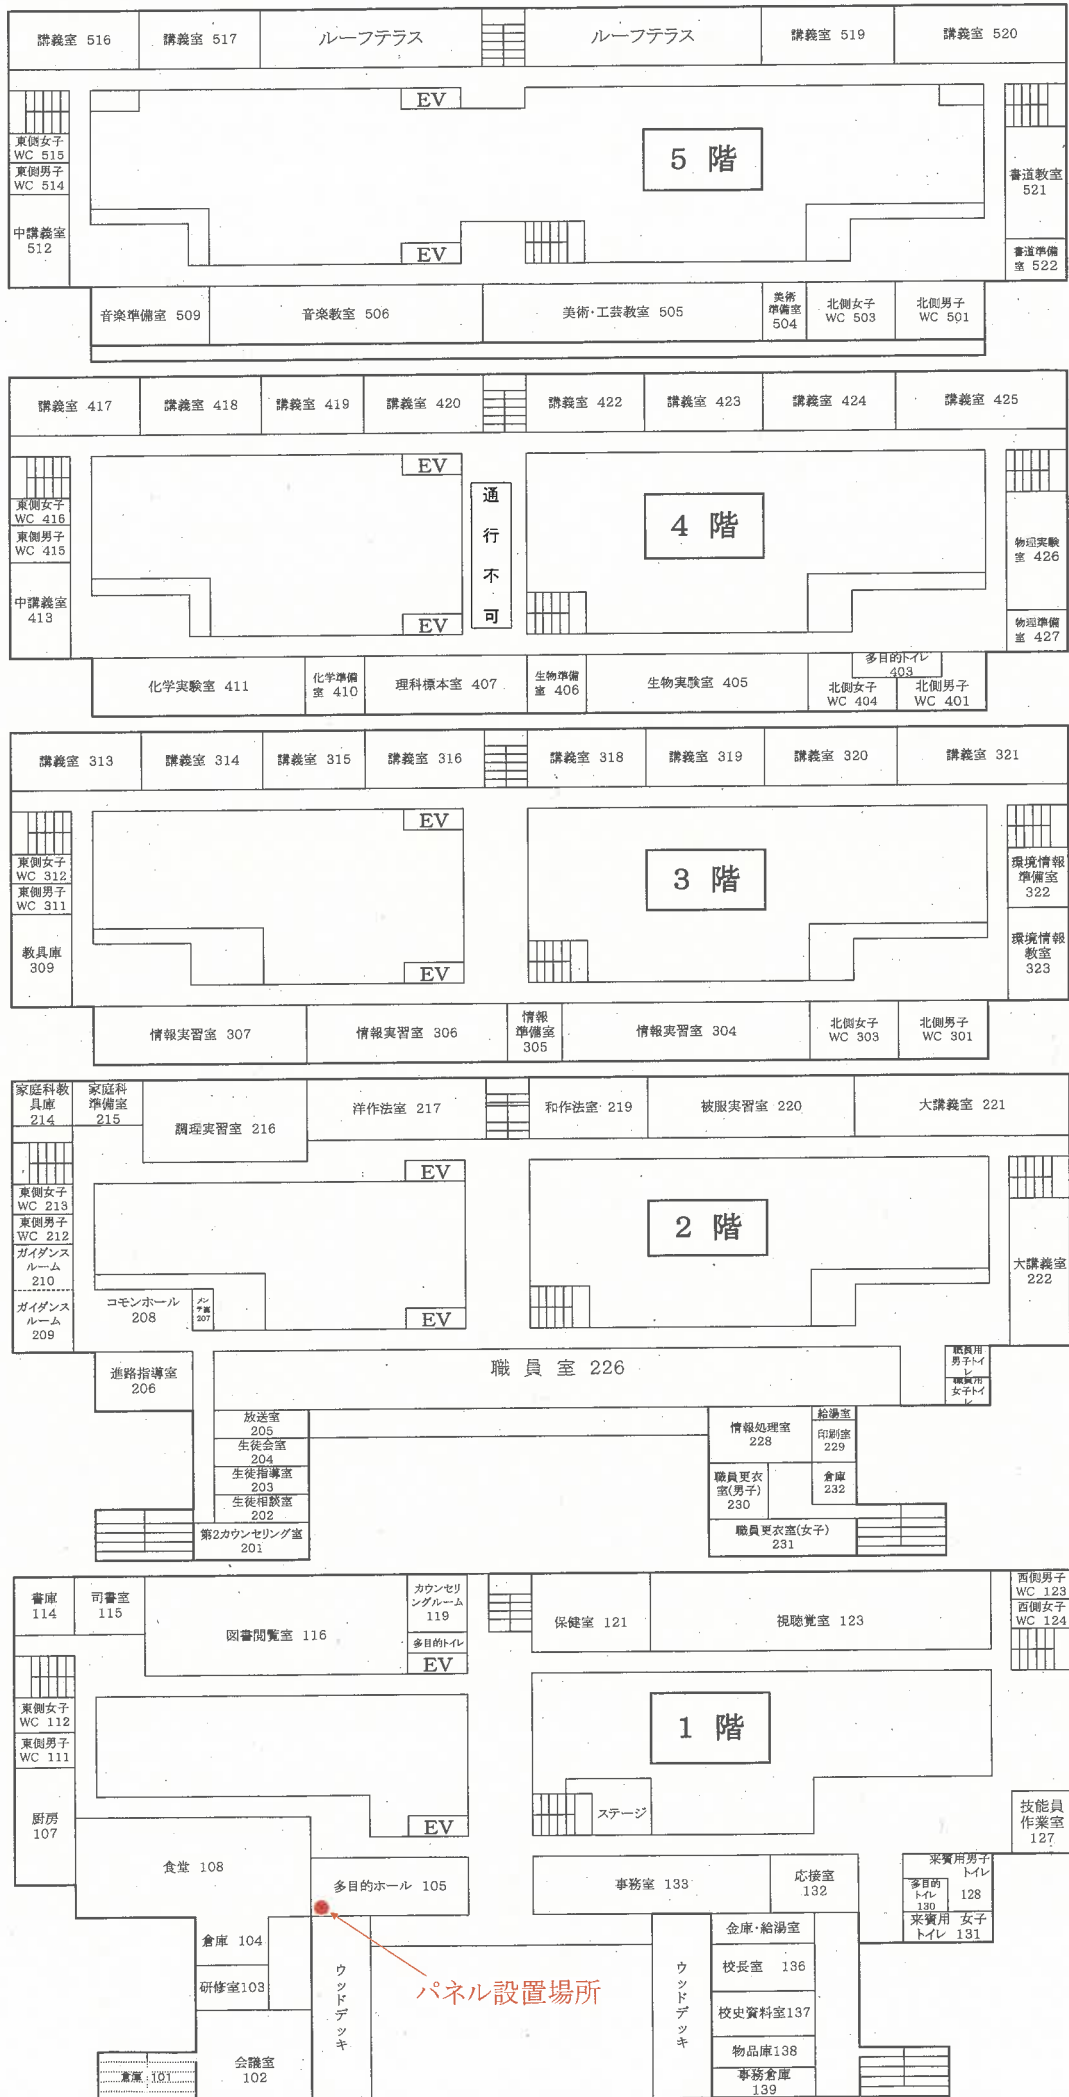 講義室 516
講義室 517
ルーフテラス
ルーフテラス
講義室 519
講義室 520
EV
東側女子
WC 515
東側男子
WC 514
5 階
書道教室
521
中講義室
512
EV
書道準備
室 522
音楽準備室 509
音楽教室 506
美術・工芸教室 505
美術
準備室
504
北側女子
WC 503
北側男子
WC 501
講義室 417
講義室 418
講義室 419
講義室 420
講義室 422
講義室 423
講義室 424
講義室 425
EV
通
行
不
可
4 階
東側女子
WC 416
東側男子
WC 415
物理実験
室 426
中講義室
413
EV
物理準備
室 427
化学実験室 411
化学準備
室 410
理科標本室 407
生物準備
室 406
生物実験室 405
多目的トイレ
403
北側女子
WC 404
北側男子
WC 401
講義室 313
講義室 314
講義室 315
講義室 316
講義室 318
講義室 319
講義室 320
講義室 321
EV
東側女子
WC 312
東側男子
WC 311
3 階
環境情報
準備室
322
教具庫
309
環境情報
教室
323
EV
情報実習室 307
情報実習室 306
情報
準備室
305
情報実習室 304
北側女子
WC 303
北側男子
WC 301
家庭科教
具庫
214
家庭科
準備室
215
調理実習室 216
洋作法室 217
和作法室 219
被服実習室 220
大講義室 221
EV
東側女子
WC 213
東側男子
WC 212
2 階
ガイダンス
ルーム
210
大講義室
222
ガイダンス
ルーム
209
コモンホール
208
207
EV
進路指導室
206
職 員 室 226
職員用
男子トイ
レ
職員用
女子トイ
レ
放送室
205
生徒会室
204
生徒指導室
203
生徒相談室
202
第2カウンセリング室
201
情報処理室
228
給湯室
印刷室
229
職員更衣
室(男子)
230
倉庫
232
職員更衣室(女子)
231
書庫
114
司書室
115
図書閲覧室 116
カウンセリ
ングルーム
119
多目的トイレ
EV
保健室 121
視聴覚室 123
西側男子
WC 123
西側女子
WC 124
東側女子
WC 112
東側男子
WC 111
1 階
厨房
107
EV
ステージ
技能員
作業室
127
食堂 108
多目的ホール 105
事務室 133
応接室
132
来賓用男子
トイレ
128
多目的
トイレ
130
来賓用 女子
トイレ 131
倉庫 104
研修室103
ウッドデッキ
パネル設置場所
ウッドデッキ
金庫・給湯室
校長室 136
校史資料室137
物品庫138
事務倉庫
139
倉庫 101
会議室
102